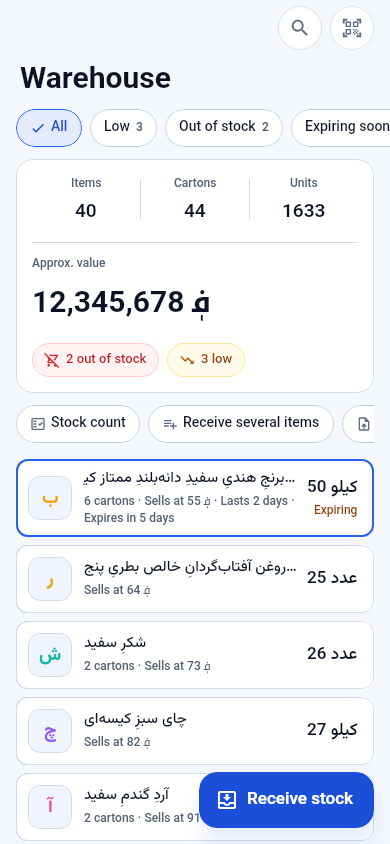 Warehouse
All
Low 3
Out of stock 2
Expiring soon
Items
Cartons
Units
40
44
1633
Approx. value
12,345,678 ؋
2 out of stock
3 low
Stock count
Receive several items
ب
برنجِ هندیِ سفیدِ دانه‌بلندِ ممتاز کی...
50 کیلو
6 cartons · Sells at 55 ؋ · Lasts 2 days ·
Expires in 5 days
Expiring
ر
روغن آفتاب‌گردانِ خالص بطریِ پنج...
25 عدد
Sells at 64 ؋
ش
شکرِ سفید
26 عدد
2 cartons · Sells at 73 ؋
چ
چای سبزِ کیسه‌ای
27 کیلو
Sells at 82 ؋
آ
آردِ گندمِ سفید
2 cartons · Sells at 91
Receive stock